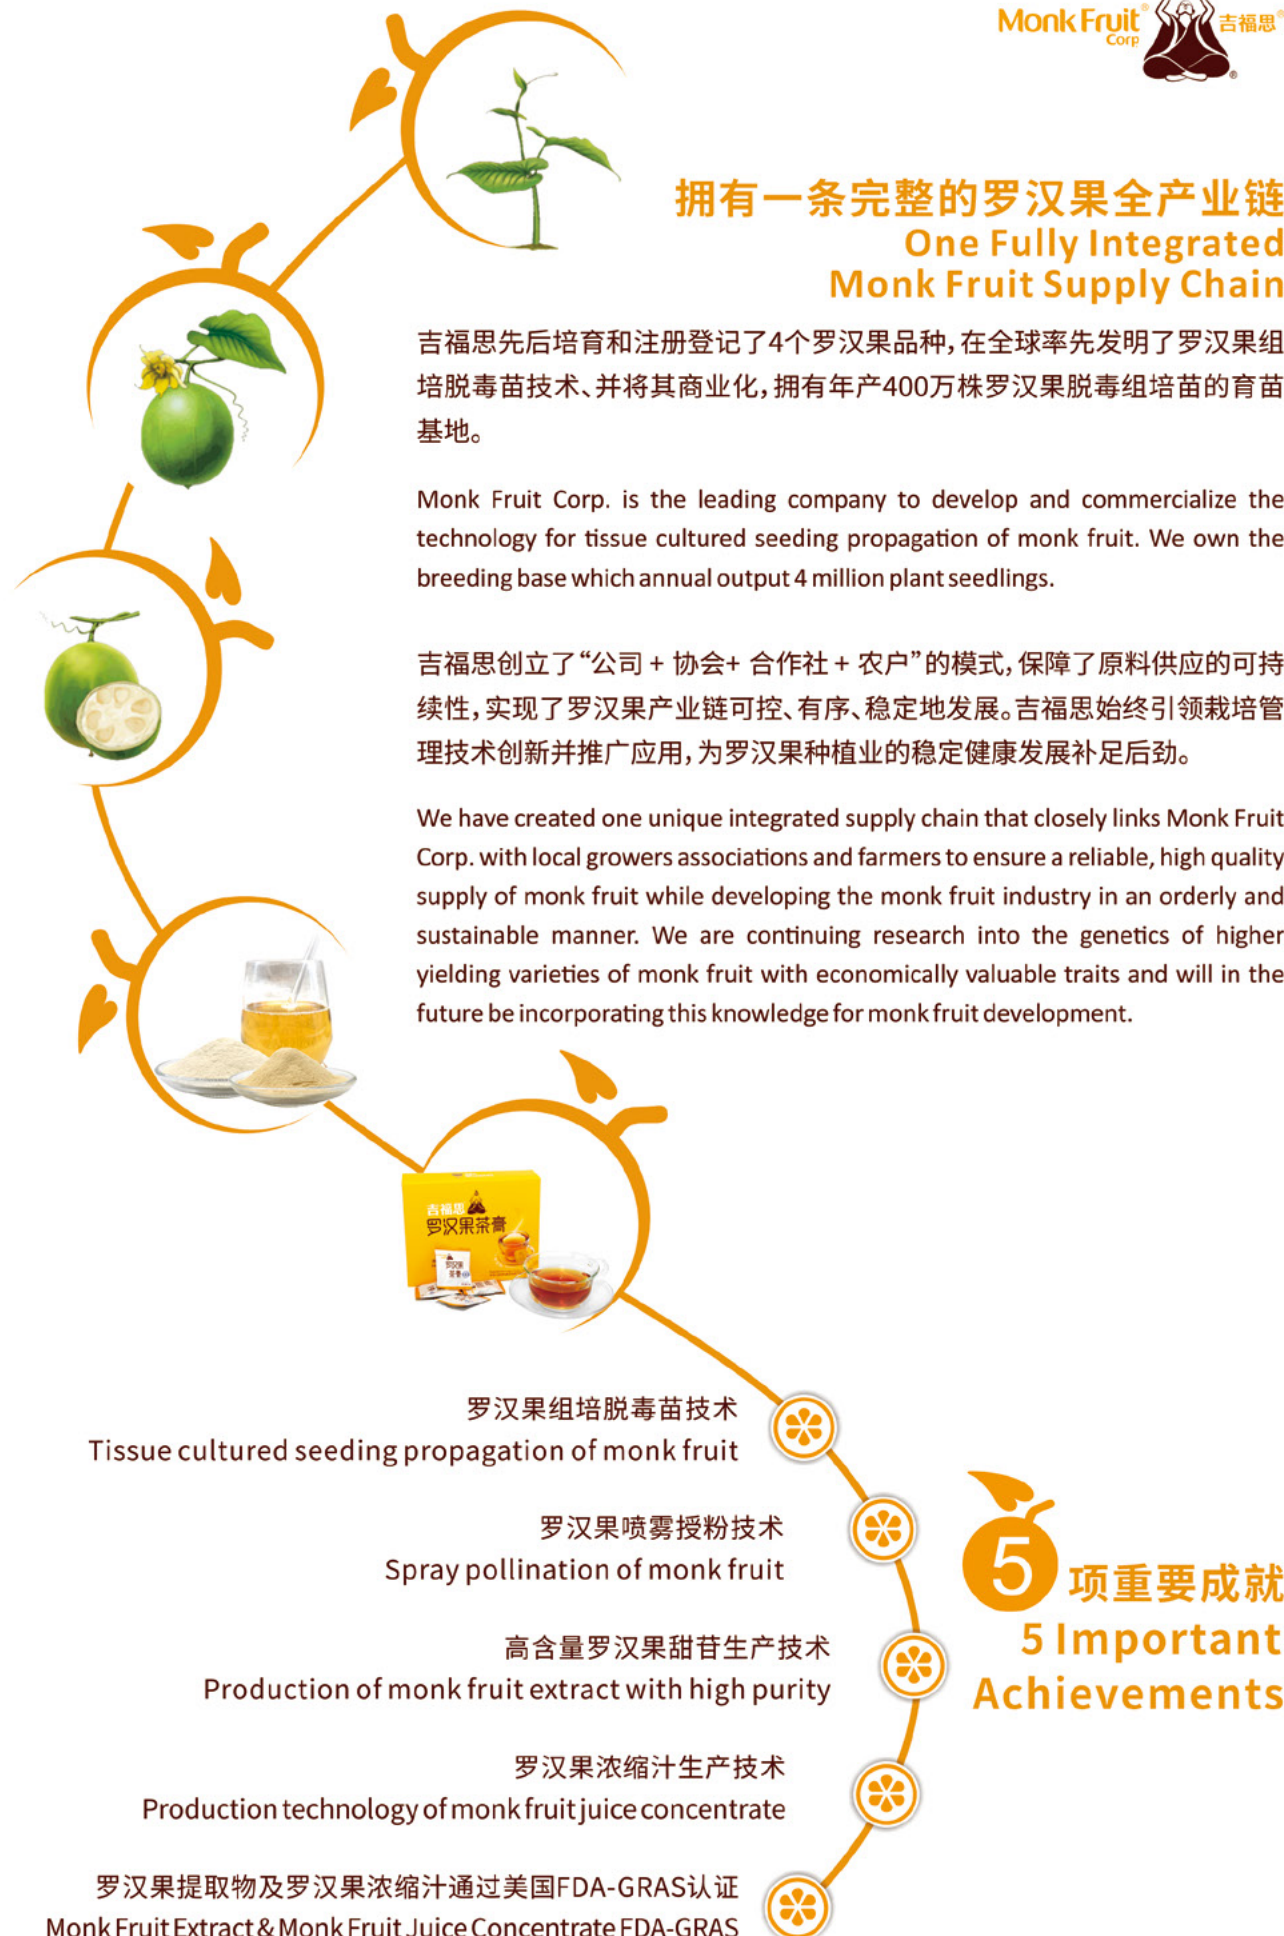 Monk Fruit®
Corp
吉福思®
®
拥有一条完整的罗汉果全产业链
One Fully Integrated
Monk Fruit Supply Chain
吉福思先后培育和注册登记了4个罗汉果品种，在全球率先发明了罗汉果组
培脱毒苗技术、并将其商业化，拥有年产400万株罗汉果脱毒组培苗的育苗
基地。
Monk Fruit Corp. is the leading company to develop and commercialize the
technology for tissue cultured seeding propagation of monk fruit. We own the
breeding base which annual output 4 million plant seedlings.
吉福思创立了“公司 + 协会+ 合作社 + 农户”的模式，保障了原料供应的可持
续性，实现了罗汉果产业链可控、有序、稳定地发展。吉福思始终引领栽培管
理技术创新并推广应用，为罗汉果种植业的稳定健康发展补足后劲。
We have created one unique integrated supply chain that closely links Monk Fruit
Corp. with local growers associations and farmers to ensure a reliable, high quality
supply of monk fruit while developing the monk fruit industry in an orderly and
sustainable manner. We are continuing research into the genetics of higher
yielding varieties of monk fruit with economically valuable traits and will in the
future be incorporating this knowledge for monk fruit development.
吉福思
罗汉果茶膏
罗汉果
茶膏
罗汉果组培脱毒苗技术
Tissue cultured seeding propagation of monk fruit
罗汉果喷雾授粉技术
Spray pollination of monk fruit
5 项重要成就
5 Important
Achievements
高含量罗汉果甜苷生产技术
Production of monk fruit extract with high purity
罗汉果浓缩汁生产技术
Production technology of monk fruit juice concentrate
罗汉果提取物及罗汉果浓缩汁通过美国FDA-GRAS认证
Monk Fruit Extract & Monk Fruit Juice Concentrate FDA-GRAS